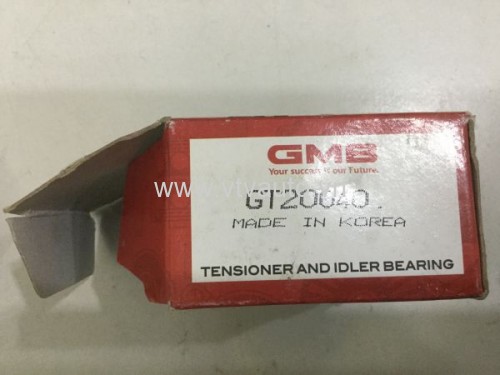 GMB
Your success is our Future.
GT20040.
MADE IN KOREA
TENSIONER AND IDLER BEARING